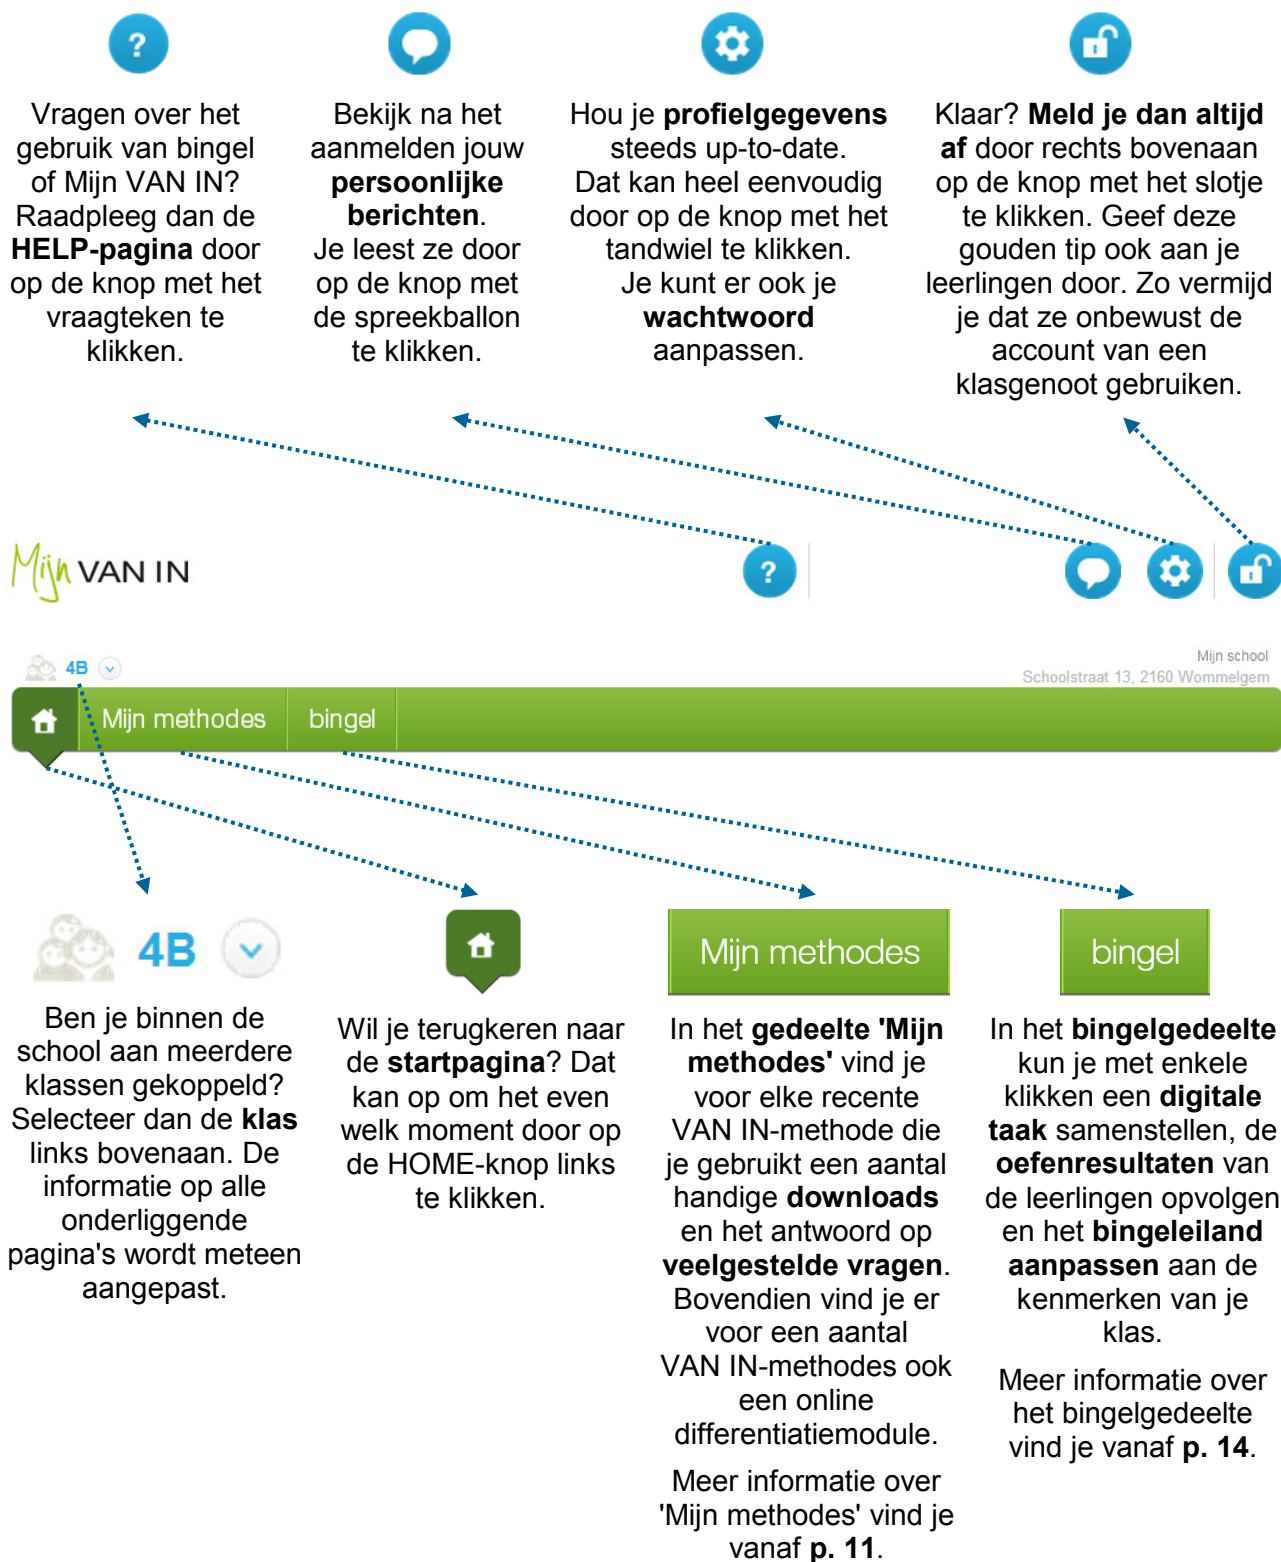 ?
Vragen over het
gebruik van bingel
of Mijn VAN IN?
Raadpleeg dan de
HELP-pagina door
op de knop met het
vraagteken te
klikken.
Bekijk na het
aanmelden jouw
persoonlijke
berichten.
Je leest ze door
op de knop met
de spreekballon
te klikken.
Hou je profielgegevens
steeds up-to-date.
Dat kan heel eenvoudig
door op de knop met het
tandwiel te klikken.
Je kunt er ook je
wachtwoord
aanpassen.
Klaar? Meld je dan altijd
af door rechts bovenaan
op de knop met het slotje
te klikken. Geef deze
gouden tip ook aan je
leerlingen door. Zo vermijd
je dat ze onbewust de
account van een
klasgenoot gebruiken.
Mijn VAN IN
?
4B
Mijn school
Schoolstraat 13, 2160 Wommelgem
Mijn methodes
bingel
4B
Ben je binnen de
school aan meerdere
klassen gekoppeld?
Selecteer dan de klas
links bovenaan. De
informatie op alle
onderliggende
pagina's wordt meteen
aangepast.
Wil je terugkeren naar
de startpagina? Dat
kan op om het even
welk moment door op
de HOME-knop links
te klikken.
Mijn methodes
In het gedeelte 'Mijn
methodes' vind je
voor elke recente
VAN IN-methode die
je gebruikt een aantal
handige downloads
en het antwoord op
veelgestelde vragen.
Bovendien vind je er
voor een aantal
VAN IN-methodes ook
een online
differentiatiemodule.
Meer informatie over
'Mijn methodes' vind je
vanaf p. 11.
bingel
In het bingelgedeelte
kun je met enkele
klikken een digitale
taak samenstellen, de
oefenresultaten van
de leerlingen opvolgen
en het bingeleiland
aanpassen aan de
kenmerken van je
klas.
Meer informatie over
het bingelgedeelte
vind je vanaf p. 14.